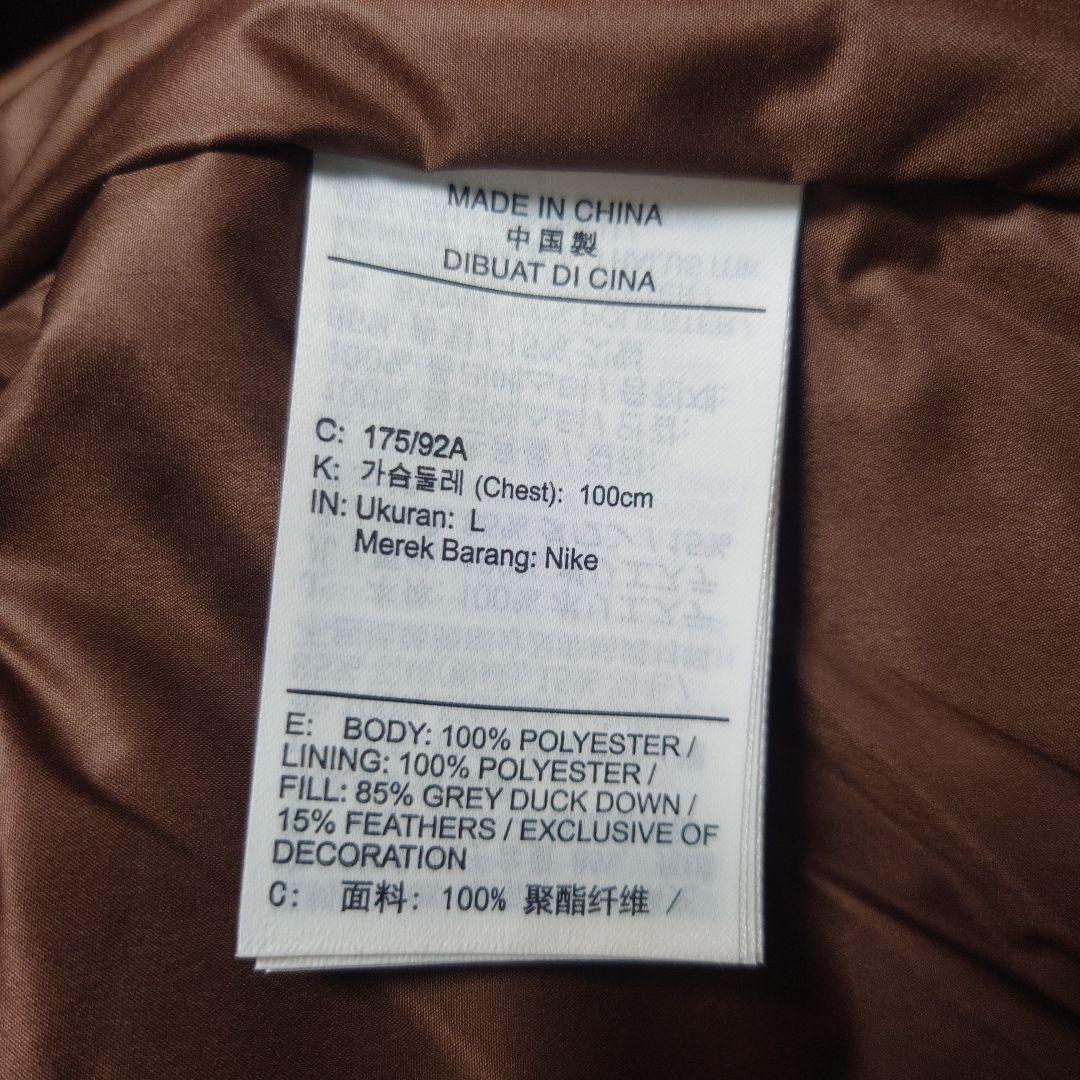 MADE IN CHINA
中国製
DIBUAT DI CINA
C: 175/92A
K: 가슴둘레 (Chest): 100cm
IN: Ukuran: L
Merek Barang: Nike
E: BODY: 100% POLYESTER /
LINING: 100% POLYESTER /
FILL: 85% GREY DUCK DOWN /
15% FEATHERS / EXCLUSIVE OF
DECORATION
C: 面料: 100% 聚酯纤维 /